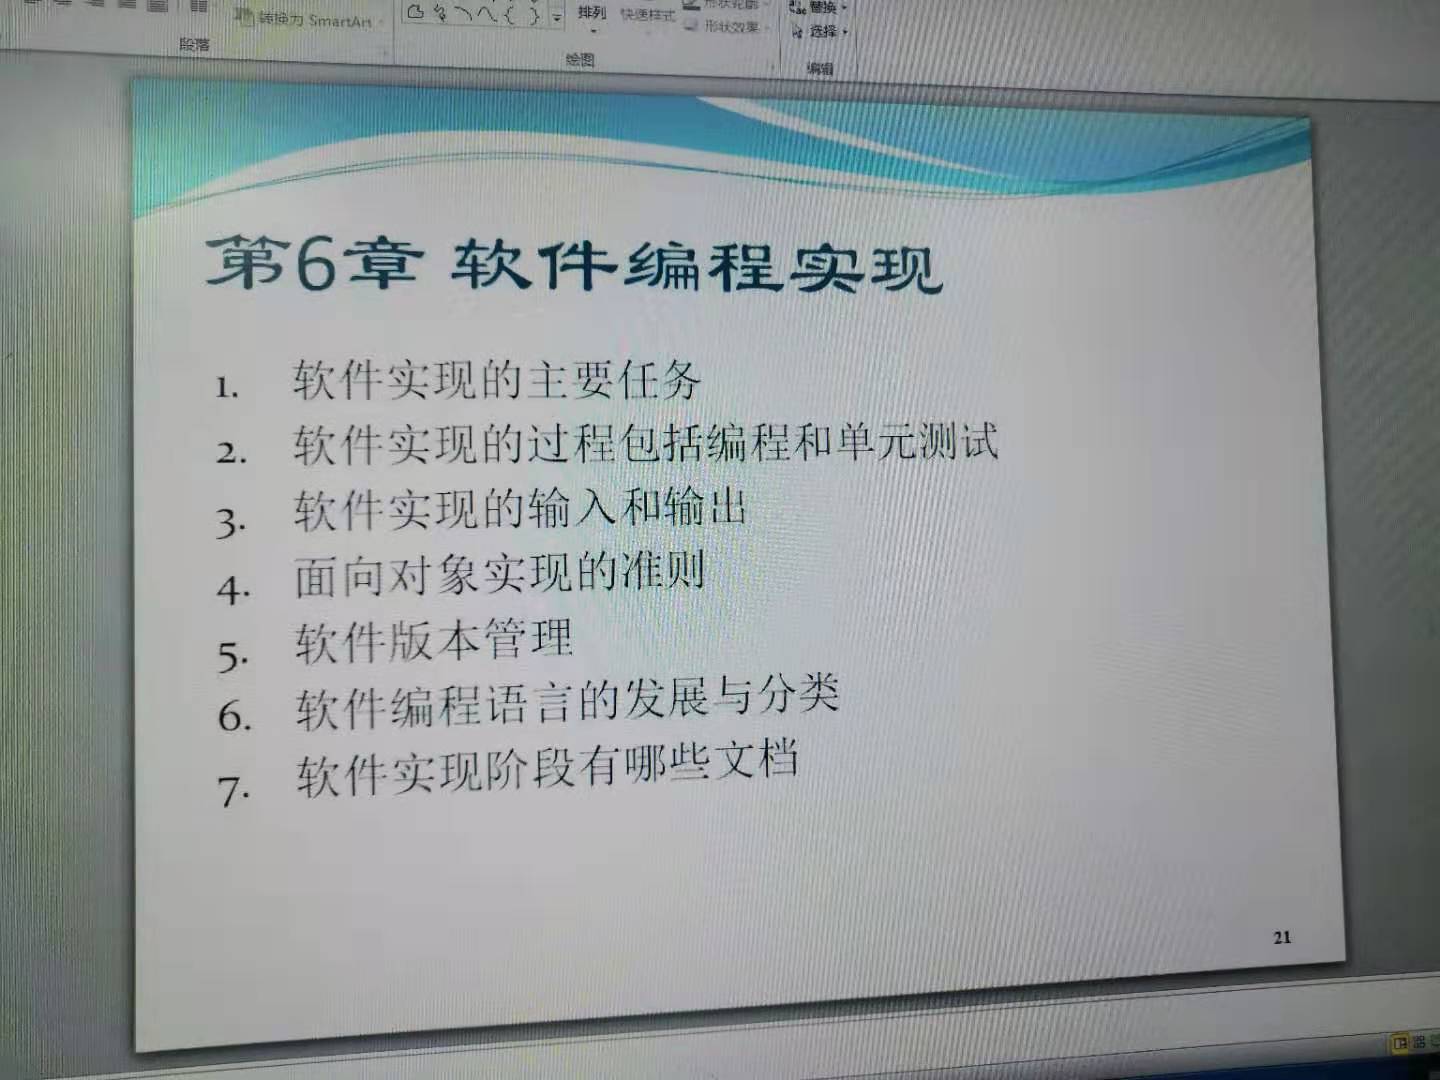 转换为 SmartArt
段落
排列
快速样式
形状轮廓
形状效果
绘图
替换
选择
编辑
第6章 软件编程实现
1. 软件实现的主要任务
2. 软件实现的过程包括编程和单元测试
3. 软件实现的输入和输出
4. 面向对象实现的准则
5. 软件版本管理
6. 软件编程语言的发展与分类
7. 软件实现阶段有哪些文档
21